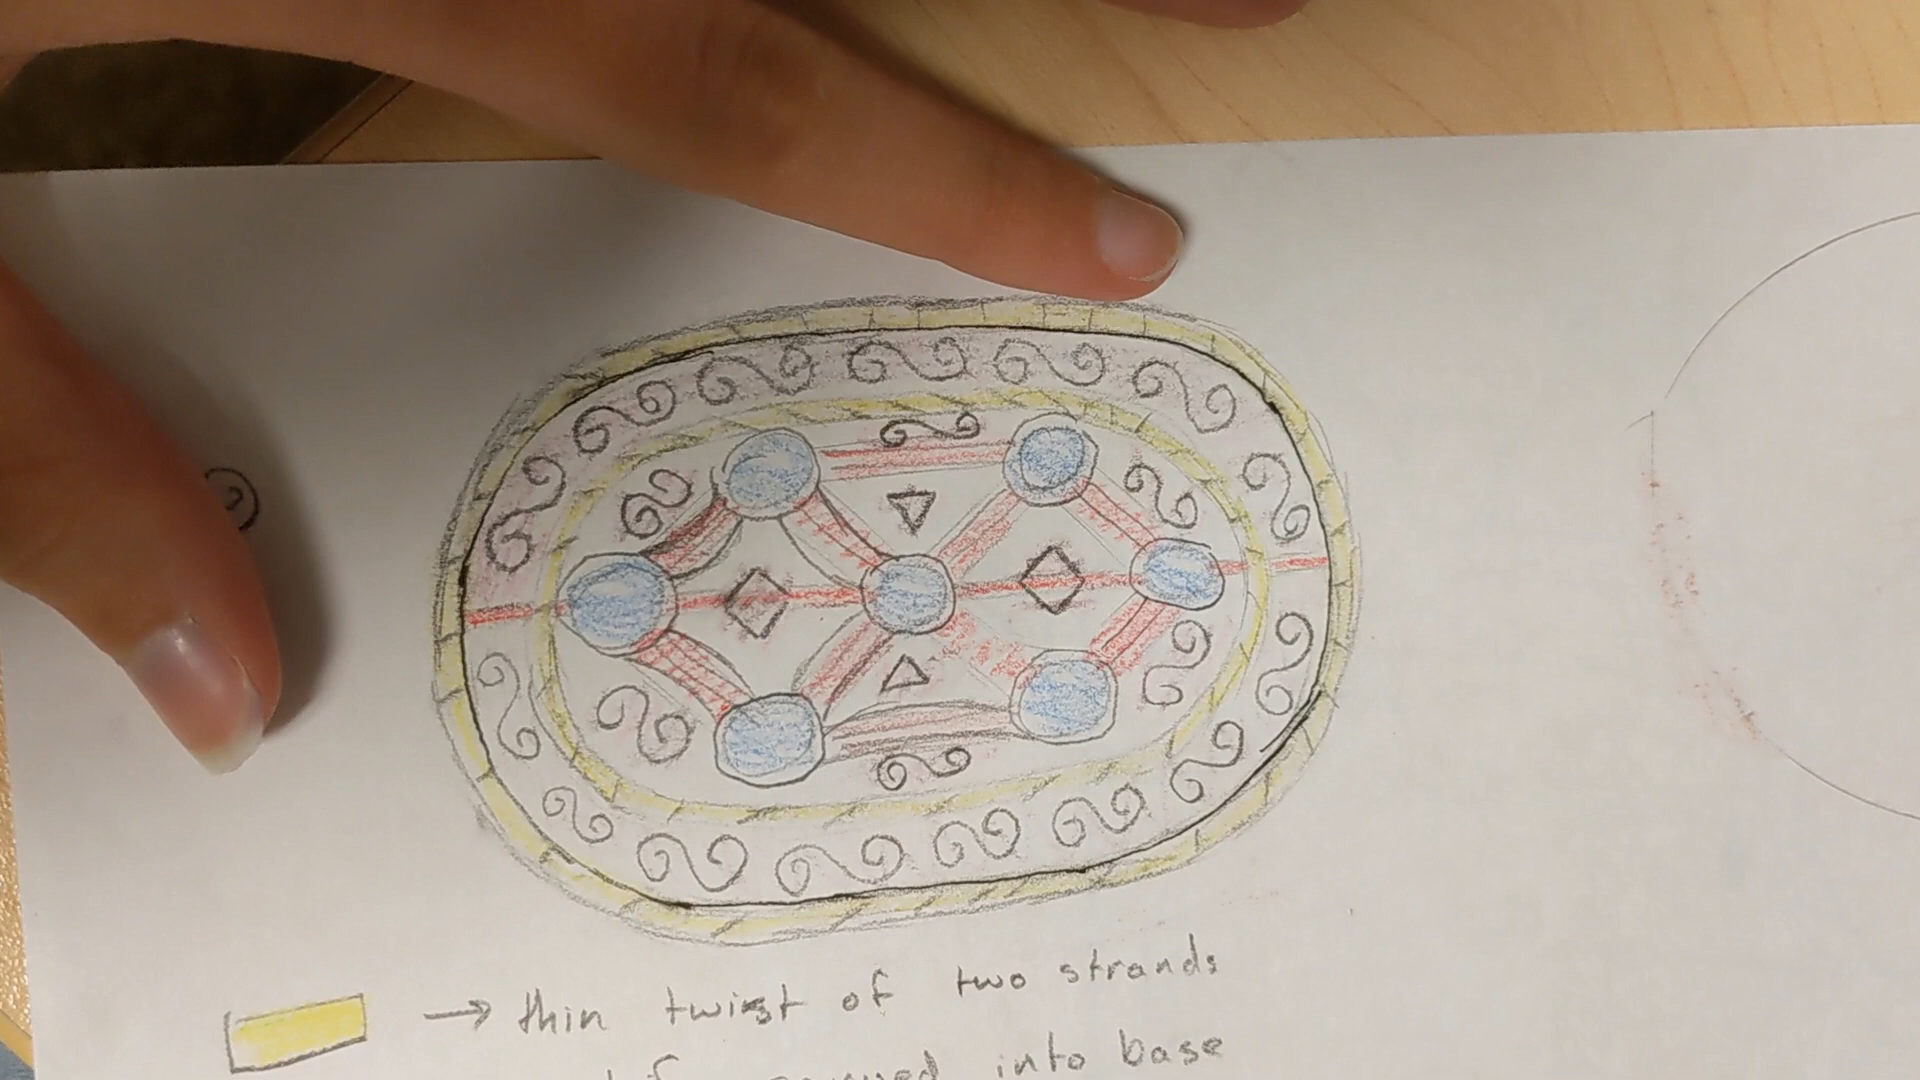 → thin twist of two strands
into base